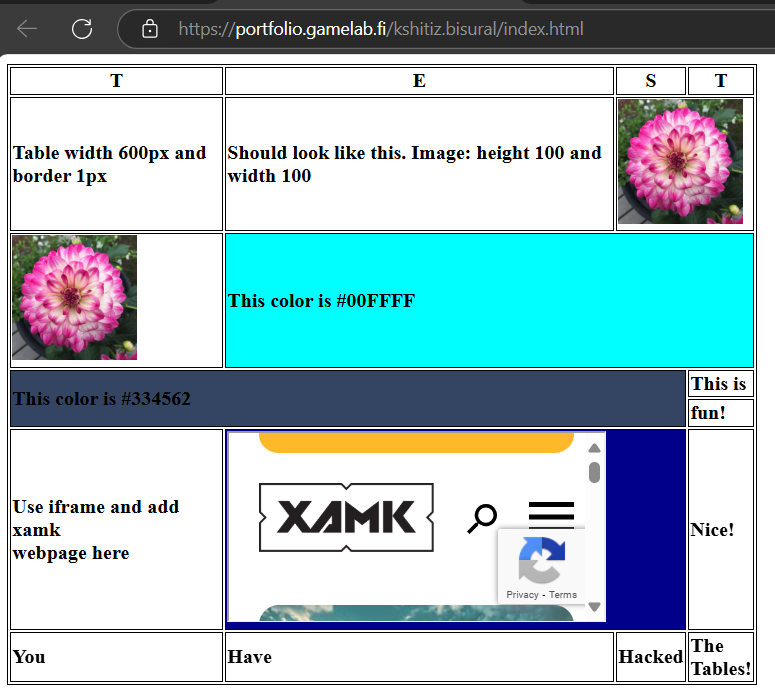 https://portfolio.gamelab.fi/kshitiz.bisural/index.html
T E S T
Table width 600px and
border 1px
Should look like this. Image: height 100 and
width 100
This color is #00FFFF
This color is #334562
This is
fun!
Use iframe and add
xamk
webpage here
XAMK
Privacy - Terms
Nice!
You
Have
Hacked
The
Tables!